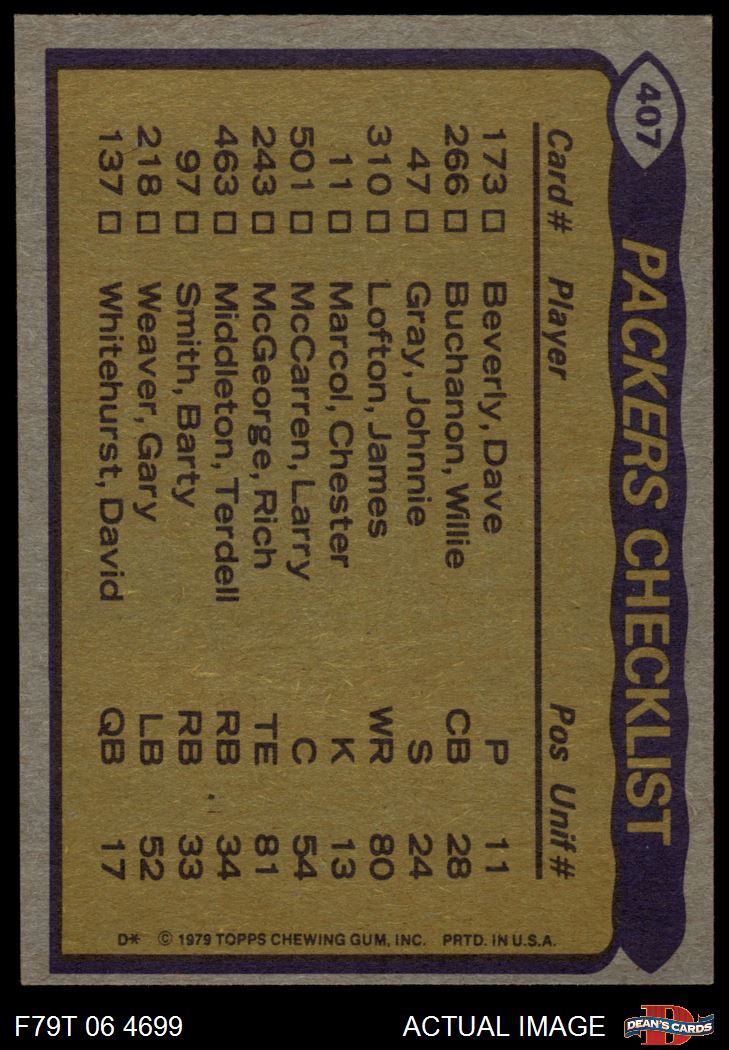 407
PACKERS CHECKLIST
Card# Player Pos Unif#
173 Beverly, Dave P 11
266 Buchanon, Willie CB 28
47 Gray, Johnnie S 24
310 Lofton, James WR 80
11 Marcol, Chester K 13
501 McCarren, Larry C 54
243 McGeorge, Rich TE 81
463 Middleton, Terdell RB 34
97 Smith, Barty RB 33
218 Weaver, Gary LB 52
137 Whitehurst, David QB 17
D* © 1979 TOPPS CHEWING GUM, INC. PRTD. IN U.S.A.
F79T 06 4699 ACTUAL IMAGE
D
DEAN'S CARDS